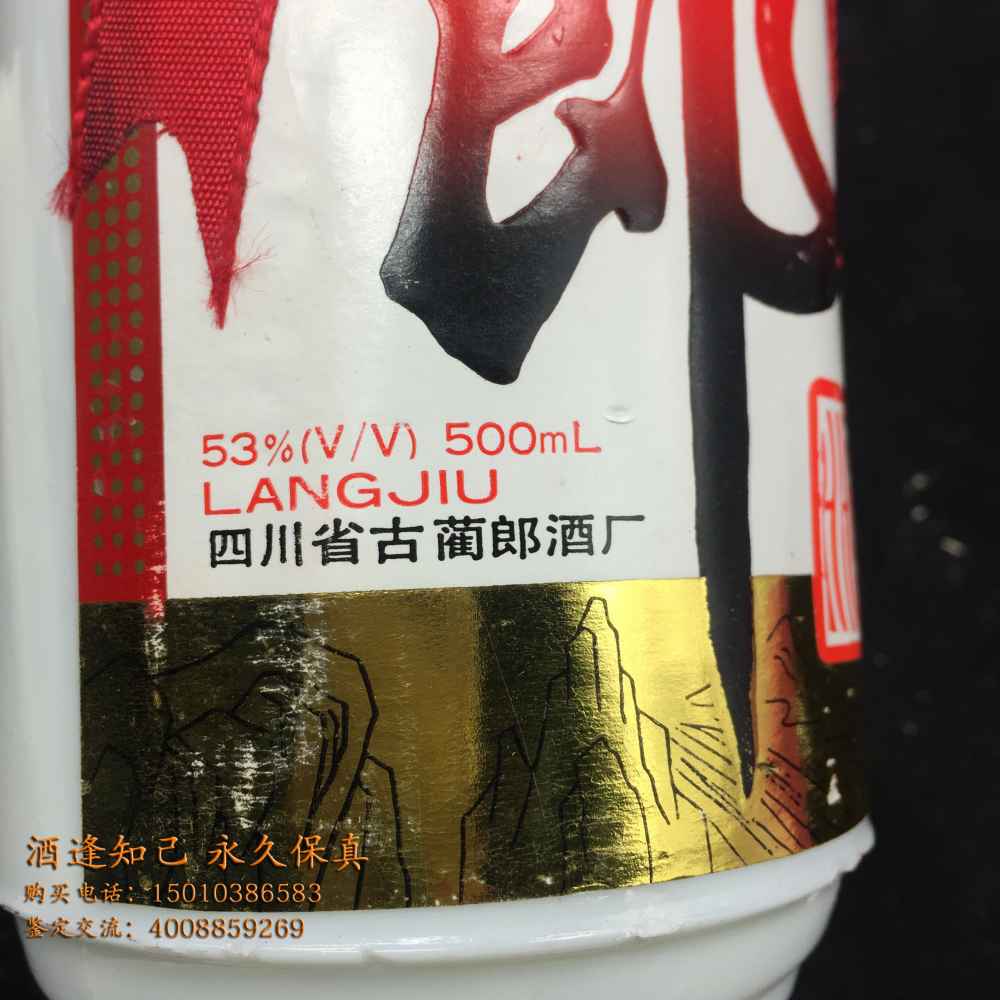 郎
53%(V/V) 500mL
LANGJIU
四川省古蔺郎酒厂
酒逢知己 永久保真
购买电话：15010386583
鉴定交流：4008859269